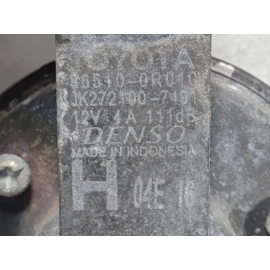 TOYOTA
86510-0R010
JK272100-7491
12V 4A 111dB
DENSO
MADE IN INDONESIA
H 04E 16